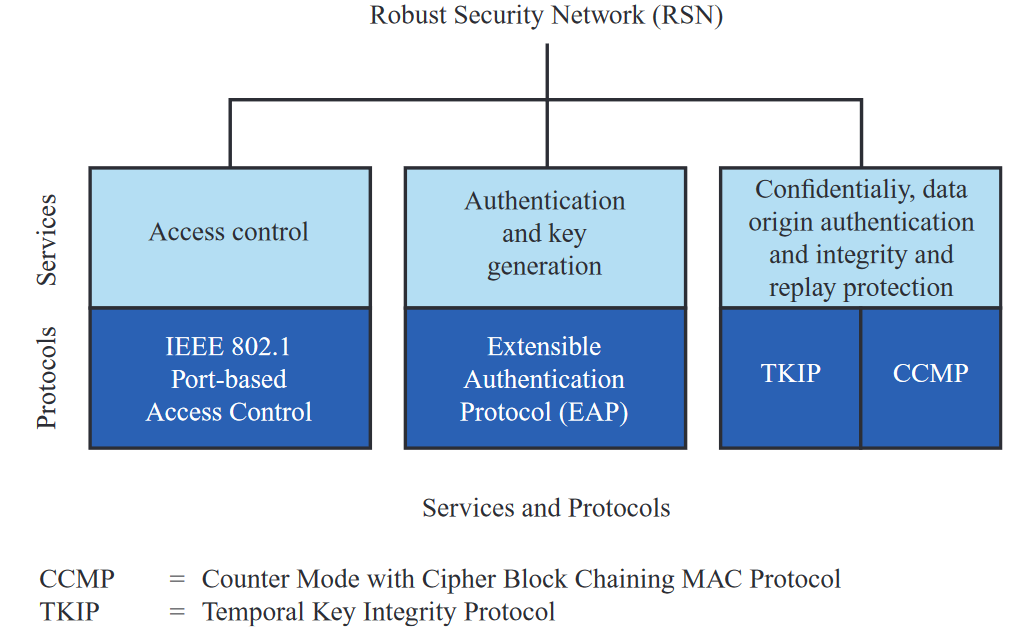 Robust Security Network (RSN)
Services
Access control
Authentication
and key
generation
Confidentialiy, data
origin authentication
and integrity and
replay protection
Protocols
IEEE 802.1
Port-based
Access Control
Extensible
Authentication
Protocol (EAP)
TKIP
CCMP
Services and Protocols
CCMP = Counter Mode with Cipher Block Chaining MAC Protocol
TKIP = Temporal Key Integrity Protocol